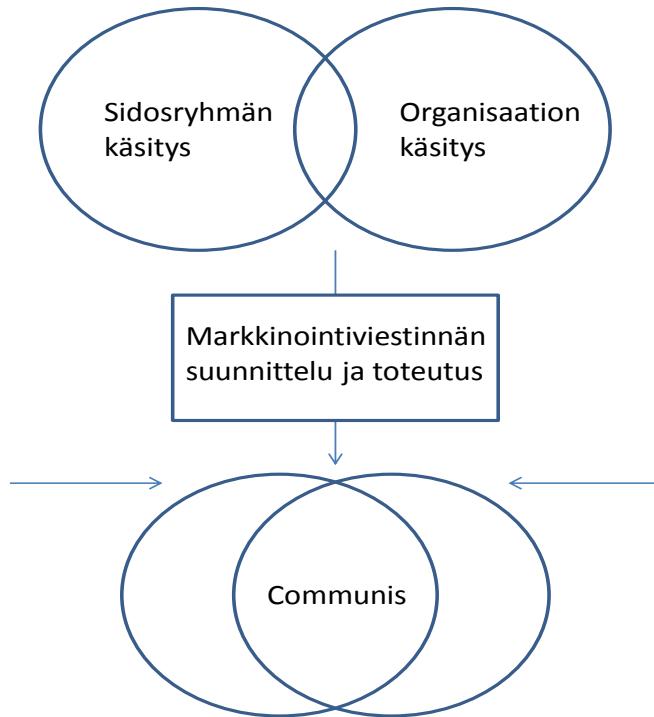 Sidosryhmän
käsitys
Organisaation
käsitys
Markkinointiviestinnän
suunnittelu ja toteutus
Communis